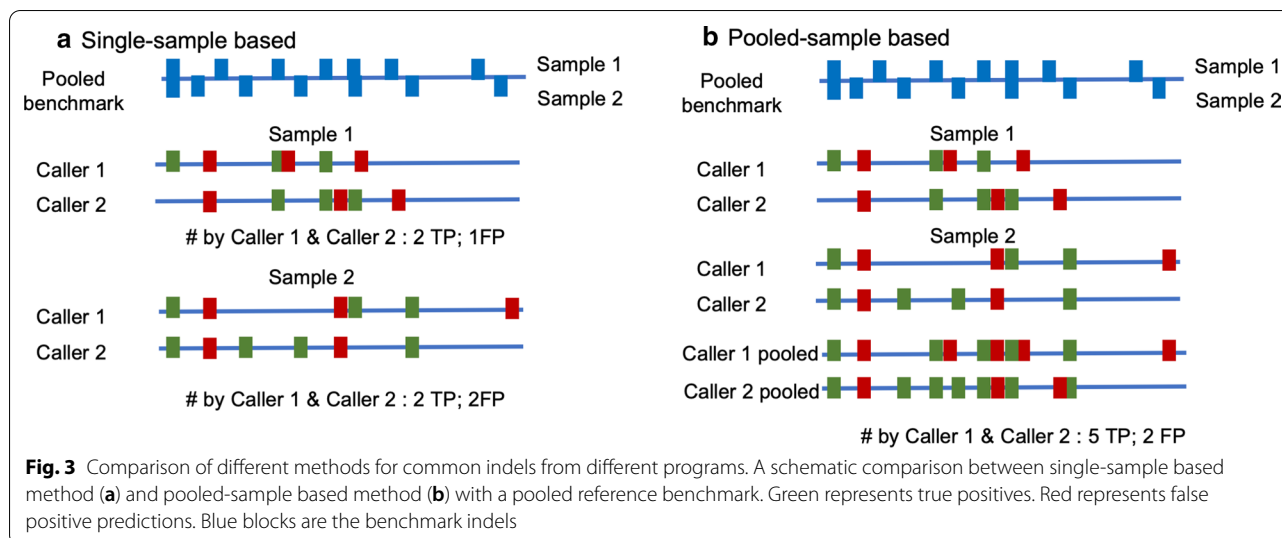 a Single-sample based
Pooled benchmark
Sample 1
Sample 2
Sample 1
Caller 1
Caller 2
# by Caller 1 & Caller 2 : 2 TP; 1FP
Sample 2
Caller 1
Caller 2
# by Caller 1 & Caller 2 : 2 TP; 2FP
b Pooled-sample based
Pooled
benchmark
Sample 1
Sample 2
Sample 1
Caller 1
Caller 2
Sample 2
Caller 1
Caller 2
Caller 1 pooled
Caller 2 pooled
# by Caller 1 & Caller 2 : 5 TP; 2 FP
Fig. 3 Comparison of different methods for common indels from different programs. A schematic comparison between single-sample based
method (a) and pooled-sample based method (b) with a pooled reference benchmark. Green represents true positives. Red represents false
positive predictions. Blue blocks are the benchmark indels